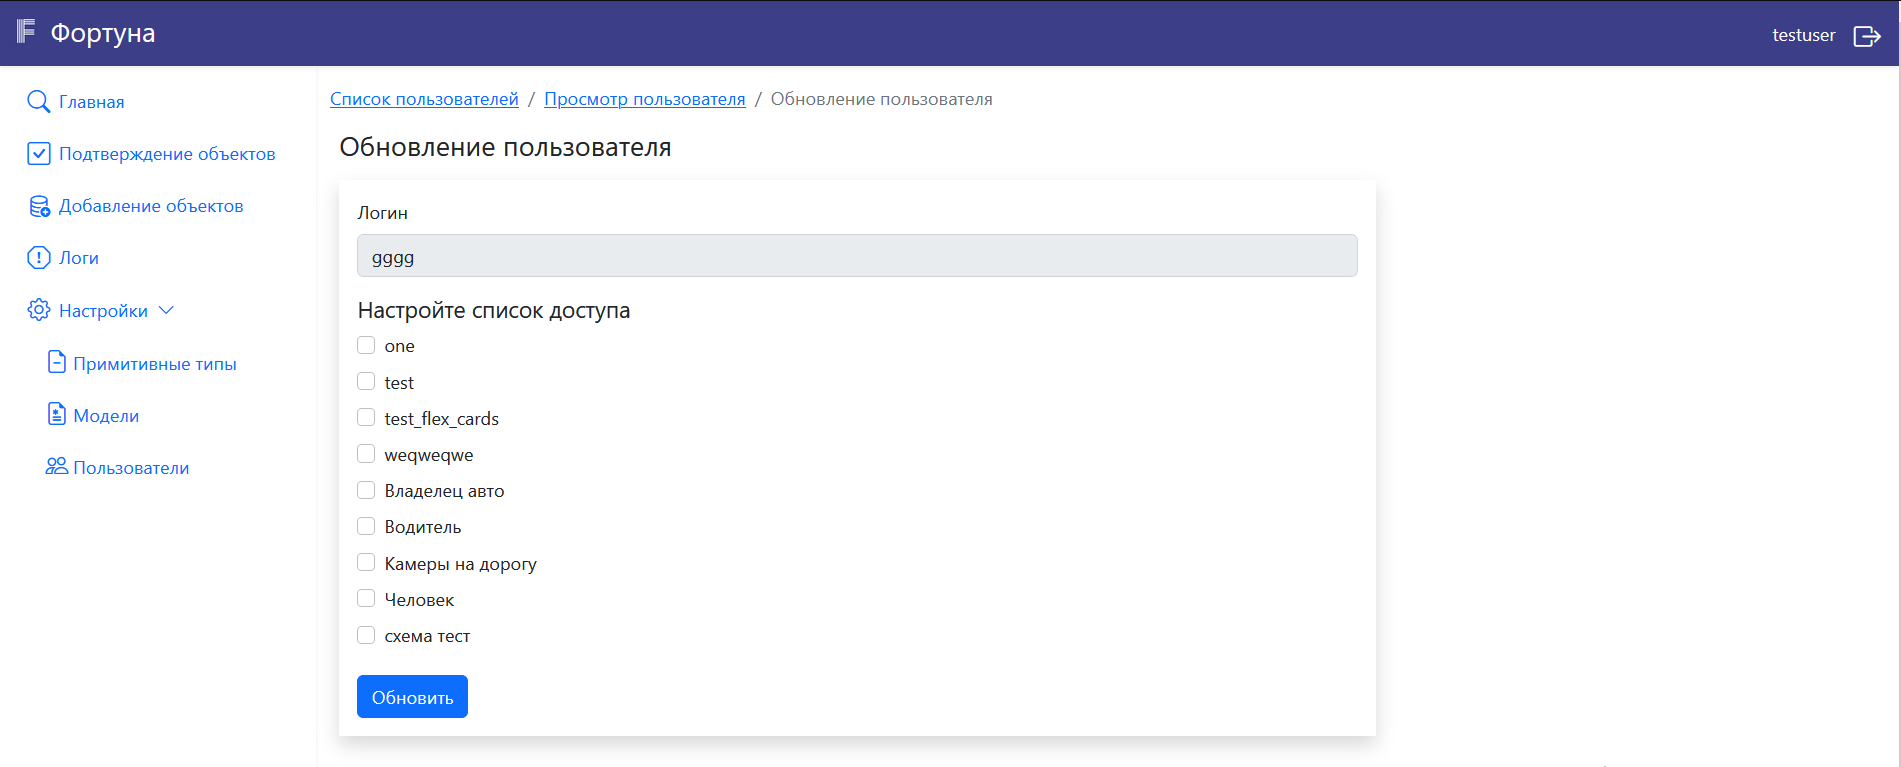 Фортуна
testuser
Главная
Подтверждение объектов
Добавление объектов
Логи
Настройки
Примитивные типы
Модели
Пользователи
Список пользователей / Просмотр пользователя / Обновление пользователя
Обновление пользователя
Логин
gggg
Настройте список доступа
one
test
test_flex_cards
weqweqwe
Владелец авто
Водитель
Камеры на дорогу
Человек
схема тест
Обновить